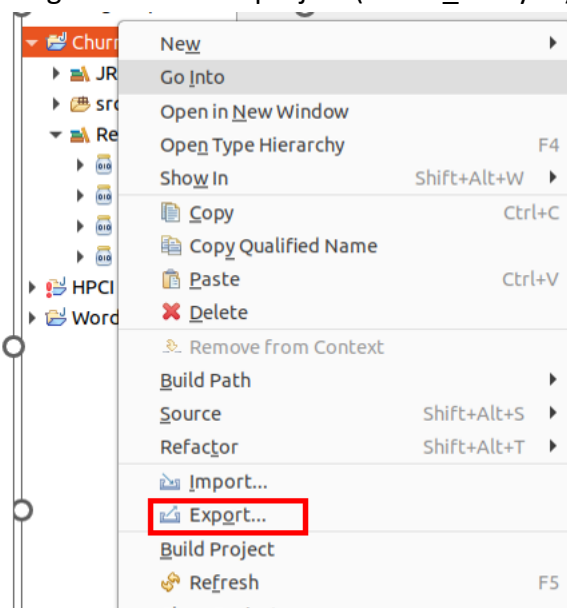 Churr
JR
src
Re
HPCI
Word
New
Go Into
Open in New Window
Open Type Hierarchy F4
Show In Shift+Alt+W
Copy Ctrl+C
Copy Qualified Name
Paste Ctrl+V
Delete
Remove from Context
Build Path
Source Shift+Alt+S
Refactor Shift+Alt+T
Import...
Export...
Build Project
Refresh F5